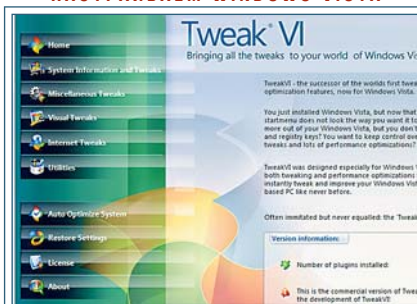 Tweak VI
Bringing all the tweaks to your world of Windows Vis
Home
System Information and Tweaks
Miscellaneous Tweaks
Visual Tweaks
Internet Tweaks
Utilities
Auto Optimize System
Restore Settings
License
About
TweakVI - the successor of the worlds first twea
optimization features, now for Windows Vista.
You just installed Windows Vista, but now that
startmenu does not look the way you want it to
more out of your Windows Vista, but you don't
and registry keys? You want to keep control ove
tweaks and lots of performance optimizations?
TweakVI was designed especially for Windows
both tweaking and performance optimizations
instantly tweak and improve your Windows Vis
based PC like never before.
Often immitated but never equalled: the Tweak
Version information:
Number of plugins installed:
This is the commercial version of Twea
the development of TweakVI